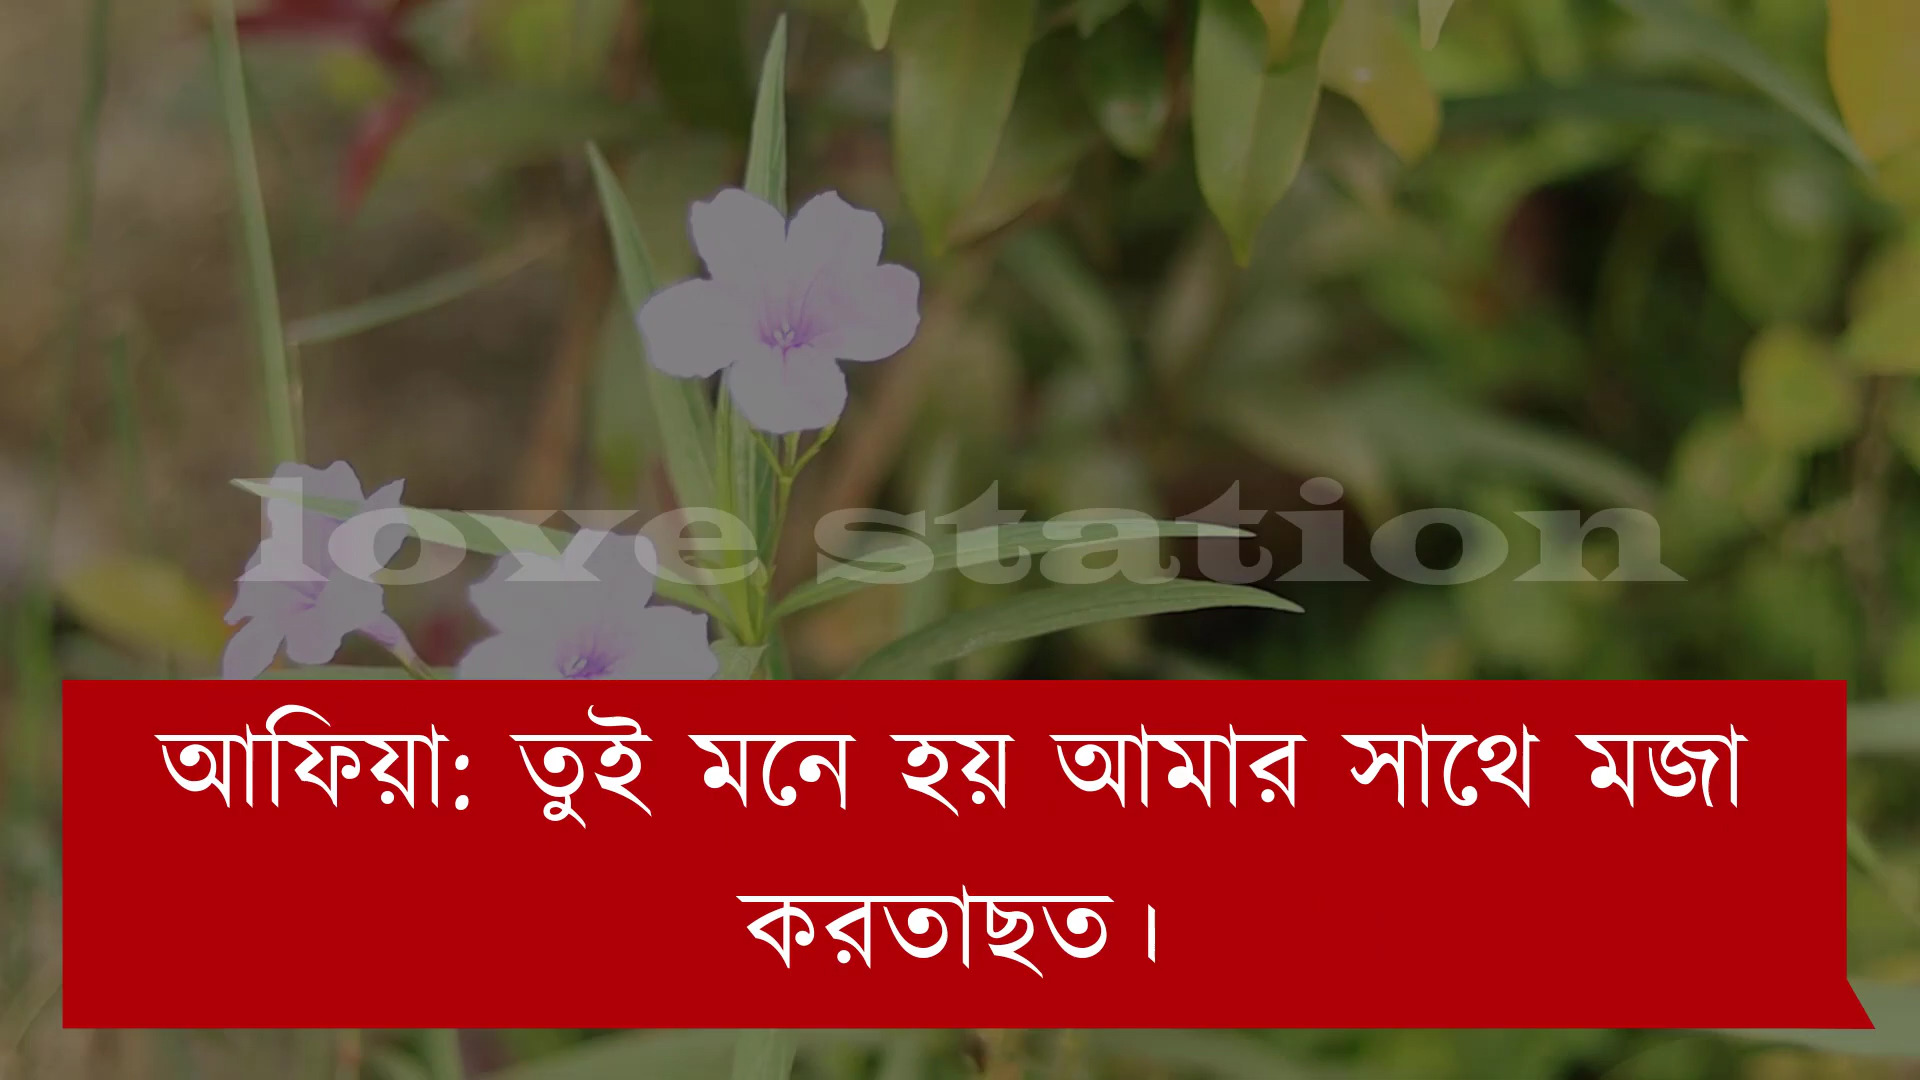 love station
আফিয়া: তুই মনে হয় আমার সাথে মজা
করতাছত।